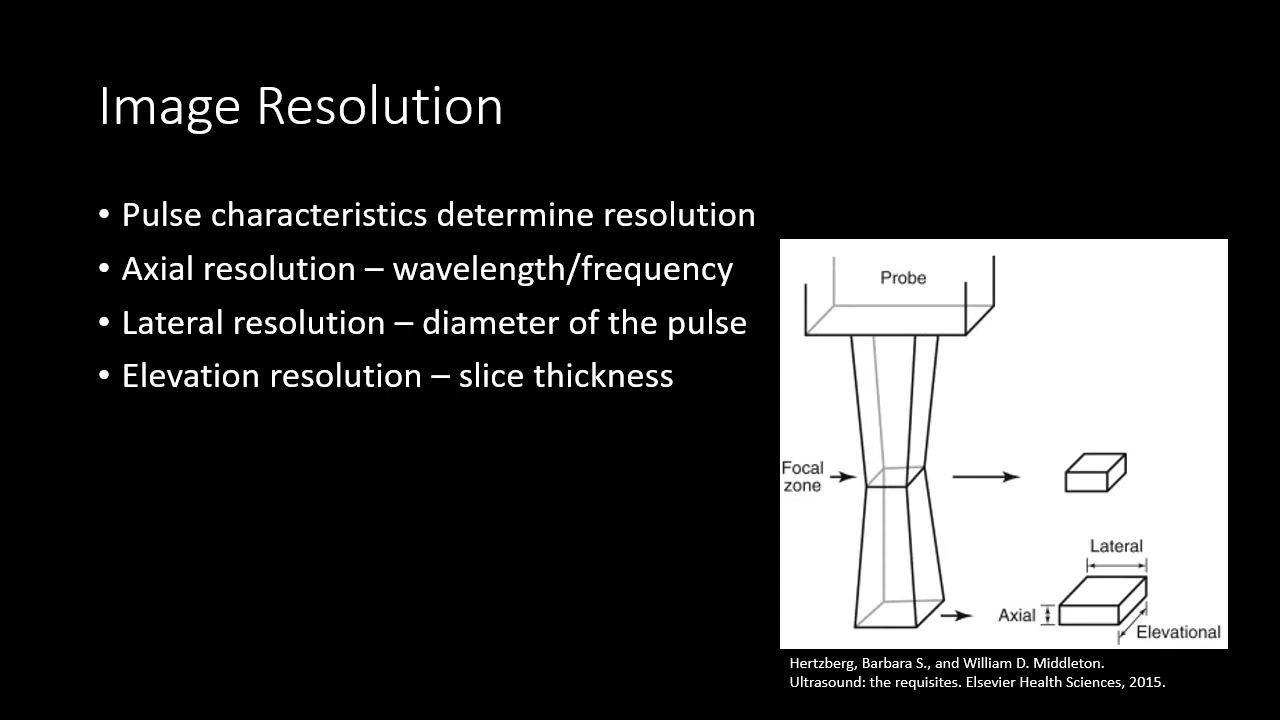 Image Resolution
• Pulse characteristics determine resolution
• Axial resolution – wavelength/frequency
• Lateral resolution – diameter of the pulse
• Elevation resolution – slice thickness
Probe
Focal
zone
Lateral
Axial
Elevational
Hertzberg, Barbara S., and William D. Middleton.
Ultrasound: the requisites. Elsevier Health Sciences, 2015.